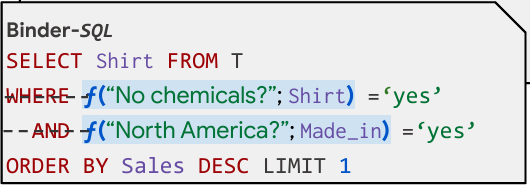 Binder-SQL
SELECT Shirt FROM T
WHERE ƒ(“No chemicals?”; Shirt) =‘yes’
AND ƒ(“North America?”; Made_in) =‘yes’
ORDER BY Sales DESC LIMIT 1